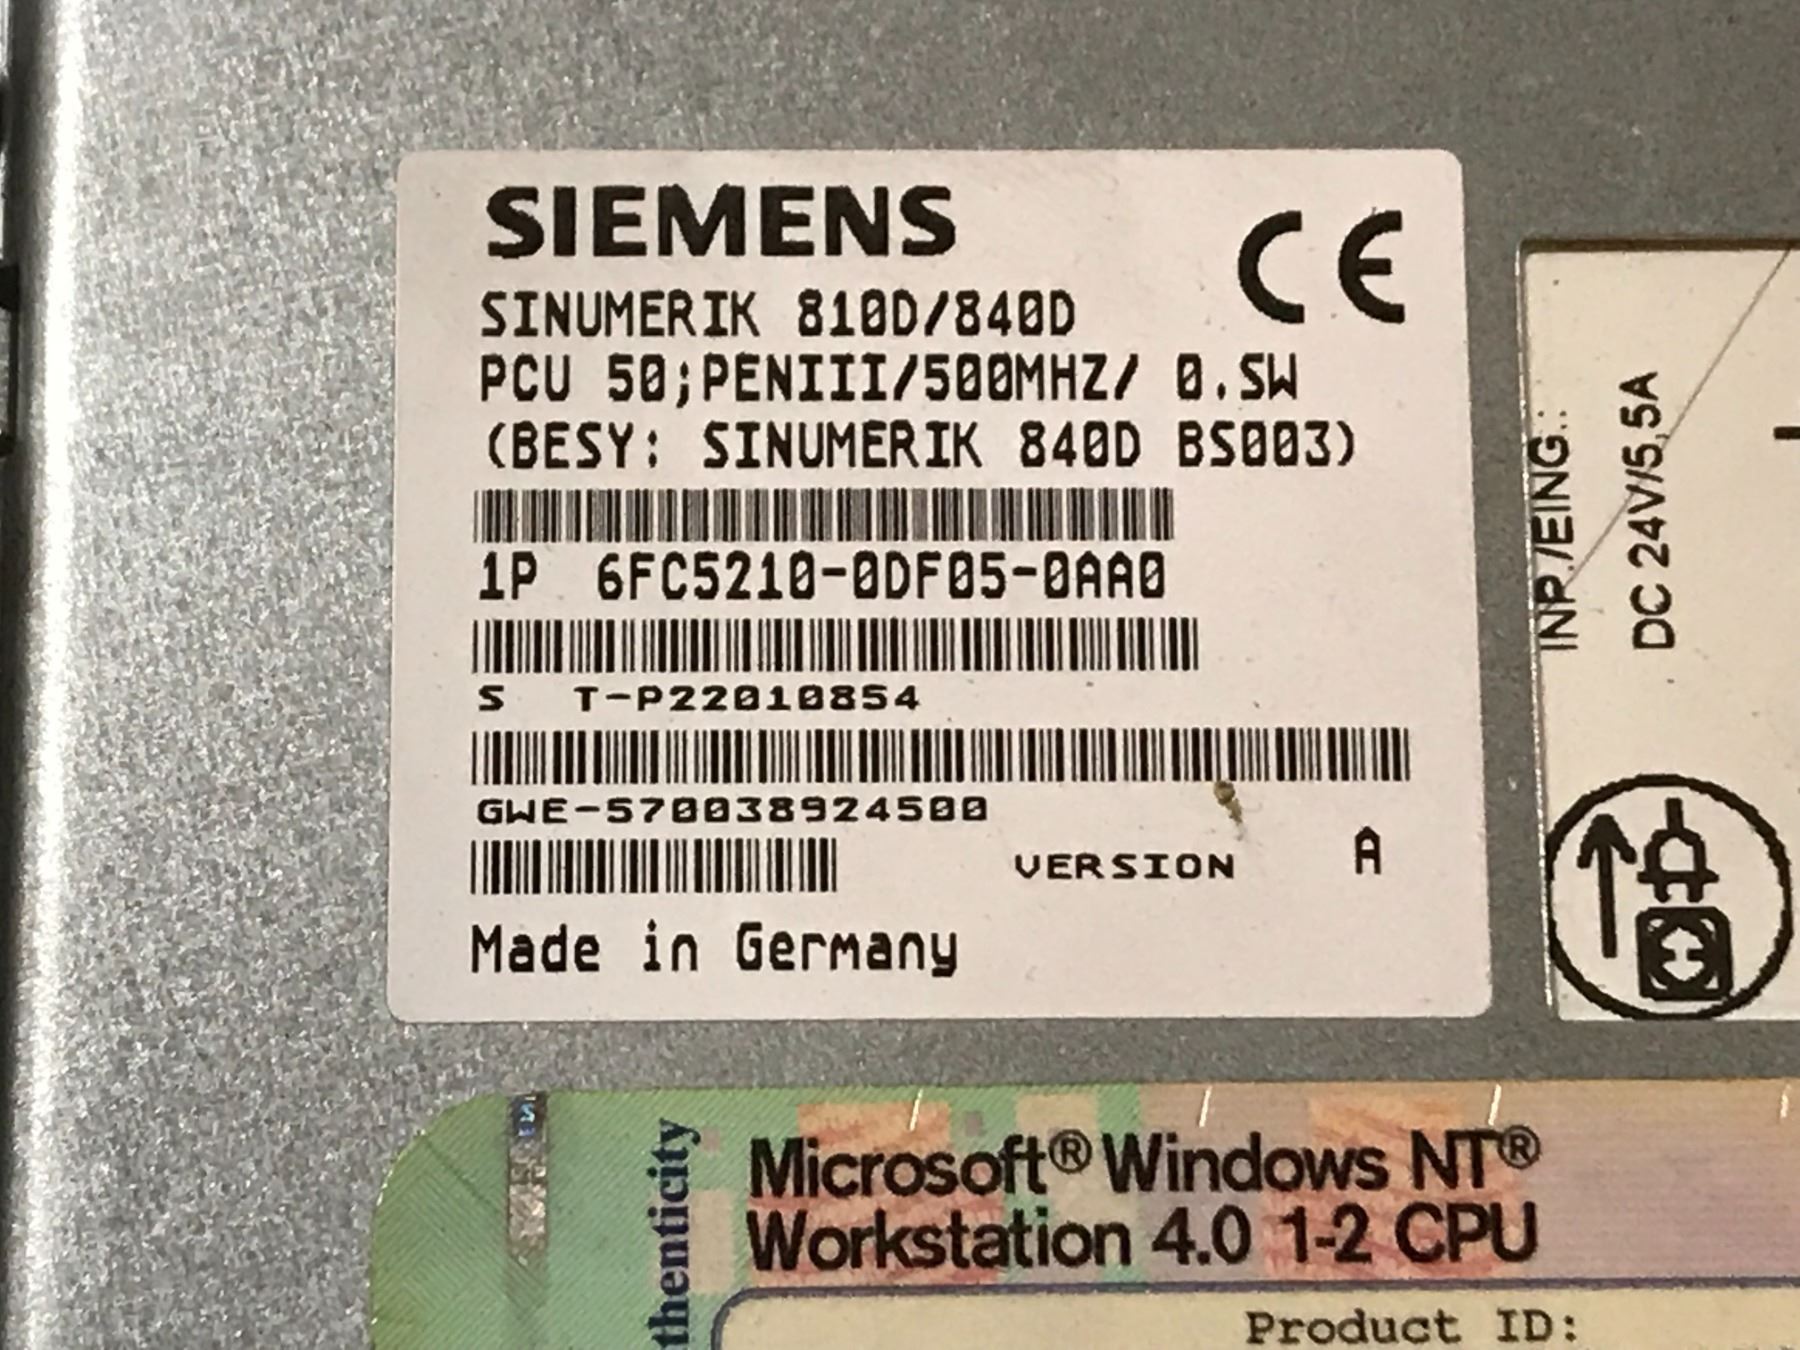 SIEMENS
CE
SINUMERIK 810D/840D
PCU 50;PENIII/500MHZ/ 0.SW
(BESY: SINUMERIK 840D BS003)
1P 6FC5210-0DF05-0AA0
S T-P22010854
GWE-570038924500
VERSION A
Made in Germany
INP./EING.:
DC 24V/5,5A
thenticity
Microsoft® Windows NT®
Workstation 4.0 1-2 CPU
Product ID: